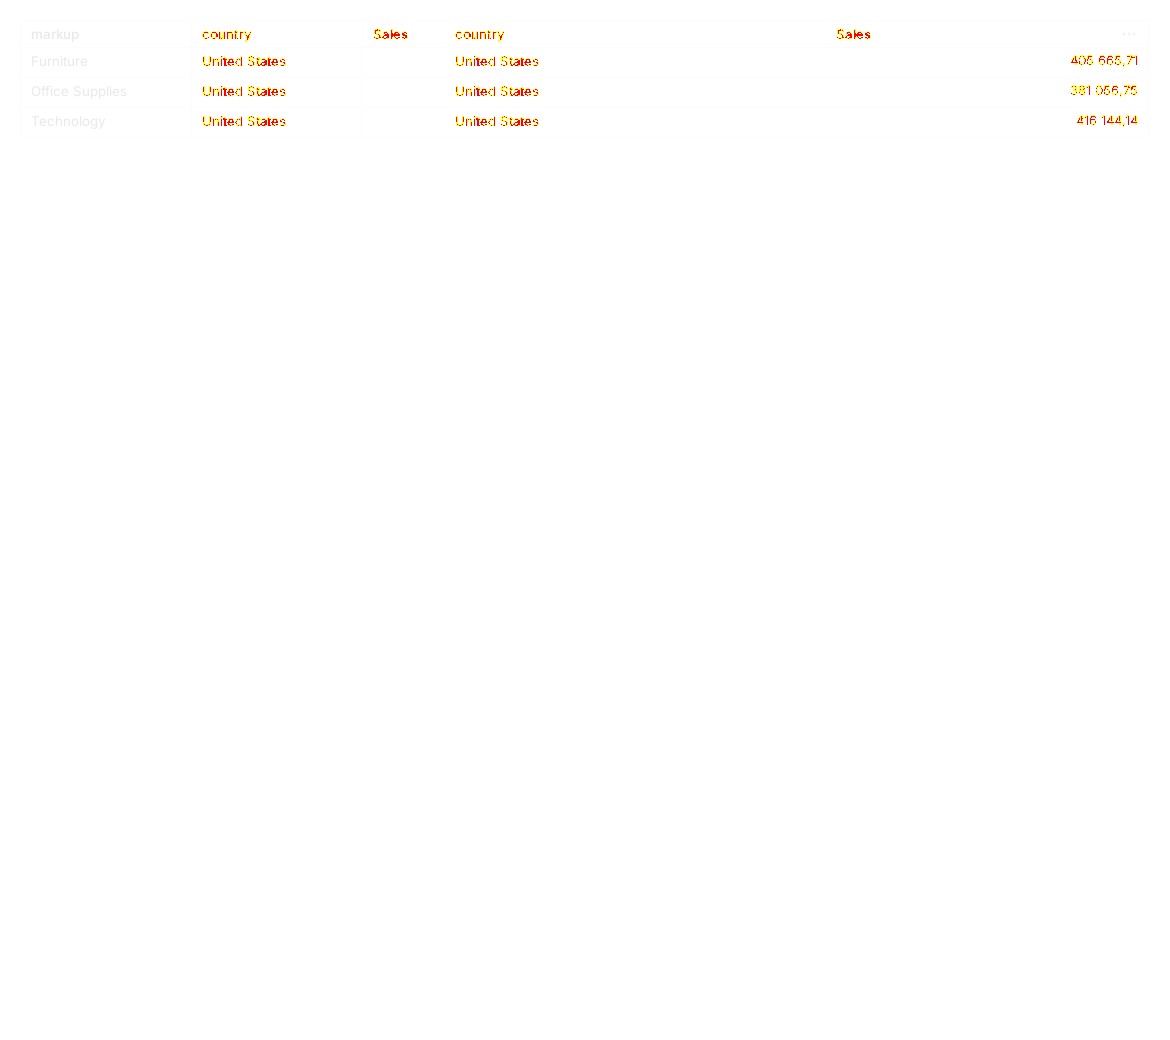 markup country Sales country Sales ...
Furniture United States United States 405 665,71
Office Supplies United States United States 381 056,75
Technology United States United States 416 144,14